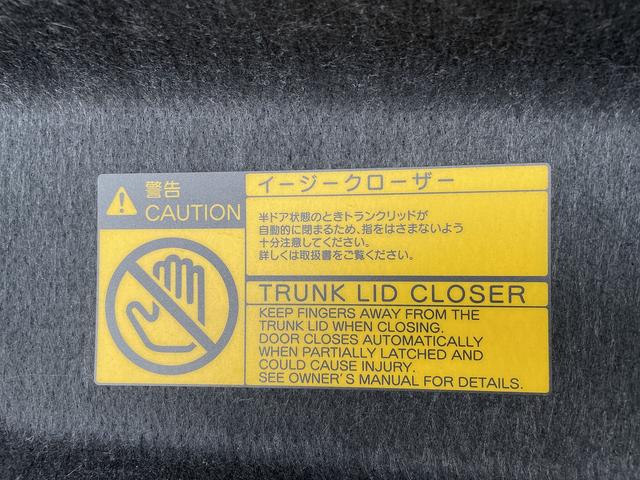 警告
CAUTION
イージークローザー
半ドア状態のときトランクリッドが
自動的に閉まるため、指をはさまないよう
十分注意してください。
詳しくは取扱書をご覧ください。
TRUNK LID CLOSER
KEEP FINGERS AWAY FROM THE
TRUNK LID WHEN CLOSING.
DOOR CLOSES AUTOMATICALLY
WHEN PARTIALLY LATCHED AND
COULD CAUSE INJURY.
SEE OWNER'S MANUAL FOR DETAILS.